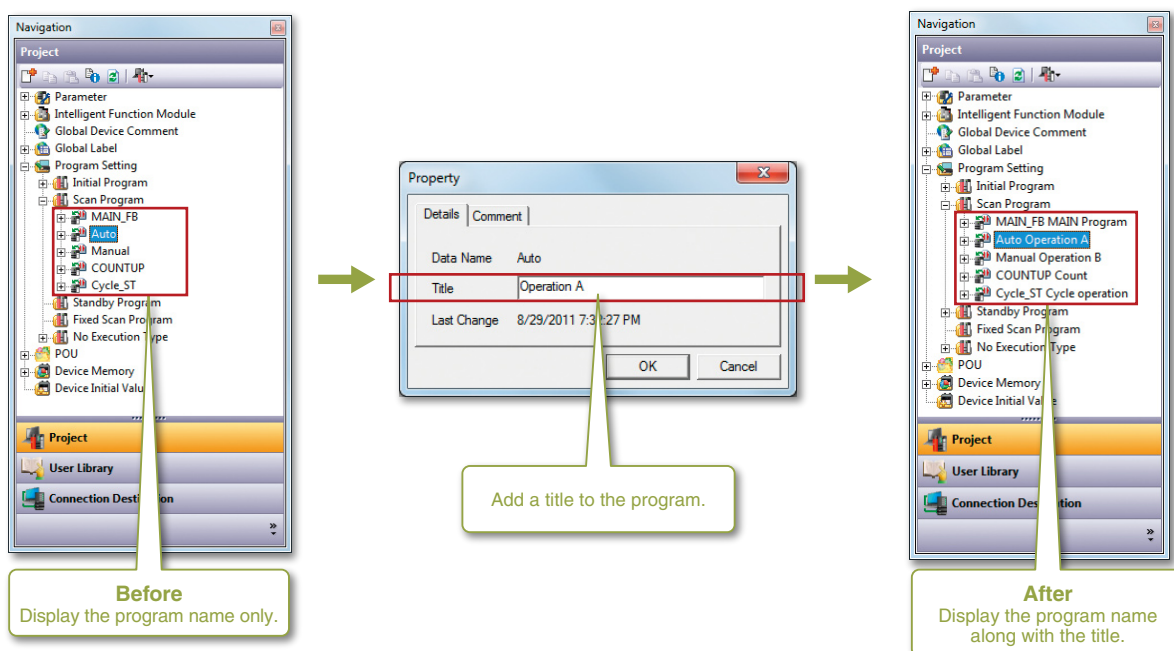 Navigation
Project
Parameter
Intelligent Function Module
Global Device Comment
Global Label
Program Setting
Initial Program
Scan Program
MAIN_FB
Auto
Manual
COUNTUP
Cycle_ST
Standby Program
Fixed Scan Program
No Execution Type
POU
Device Memory
Device Initial
Project
User Library
Connection
Before
Display the program name only.
Property
Details
Comment
Data Name Auto
Title Operation A
Last Change 8/29/2011 27 PM
OK
Cancel
Add a title to the program.
Navigation
Project
Parameter
Intelligent Function Module
Global Device Comment
Global Label
Program Setting
Initial Program
Scan Program
MAIN_FB MAIN Program
Auto Operation A
Manual Operation B
COUNTUP Count
Cycle_ST Cycle operation
Standby Program
Fixed Scan Program
No Execution Type
POU
Device Memory
Device Initial
Project
User Library
Connection
After
Display the program name
along with the title.